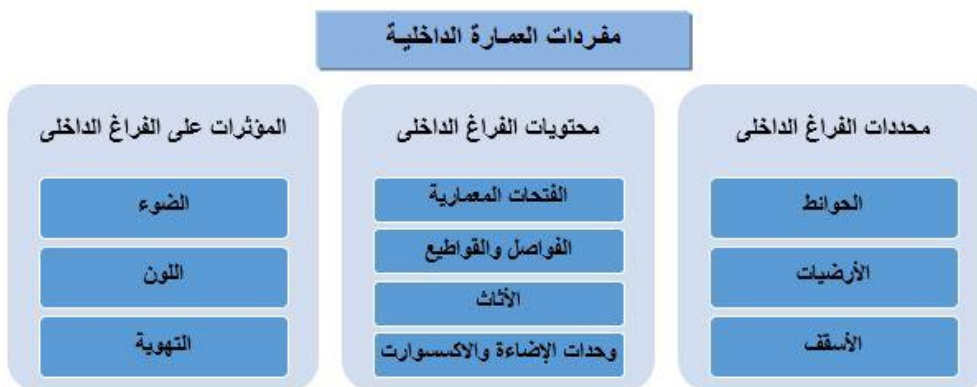 مفردات العمارة الداخلية
محددات الفراغ الداخلى
الحوائط
الأرضيات
الأسقف
محتويات الفراغ الداخلى
الفتحات المعمارية
الفواصل والقواطيع
الأثاث
وحدات الإضاءة والاكسسوارت
المؤثرات على الفراغ الداخلى
الضوء
اللون
التهوية